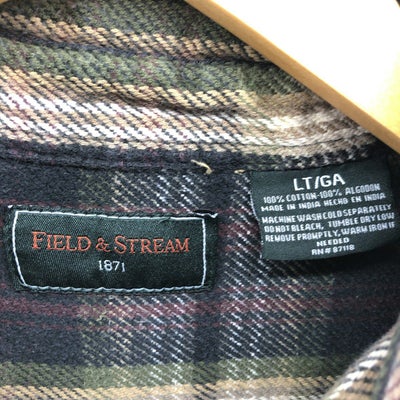 FIELD & STREAM
1871
LT/GA
100% COTTON-100% ALGODON
MADE IN INDIA HECHO EN INDIA
MACHINE WASH COLD SEPARATELY
DO NOT BLEACH, TUMBLE DRY LOW
REMOVE PROMPTLY, WARM IRON IF
NEEDED
RN# 87118